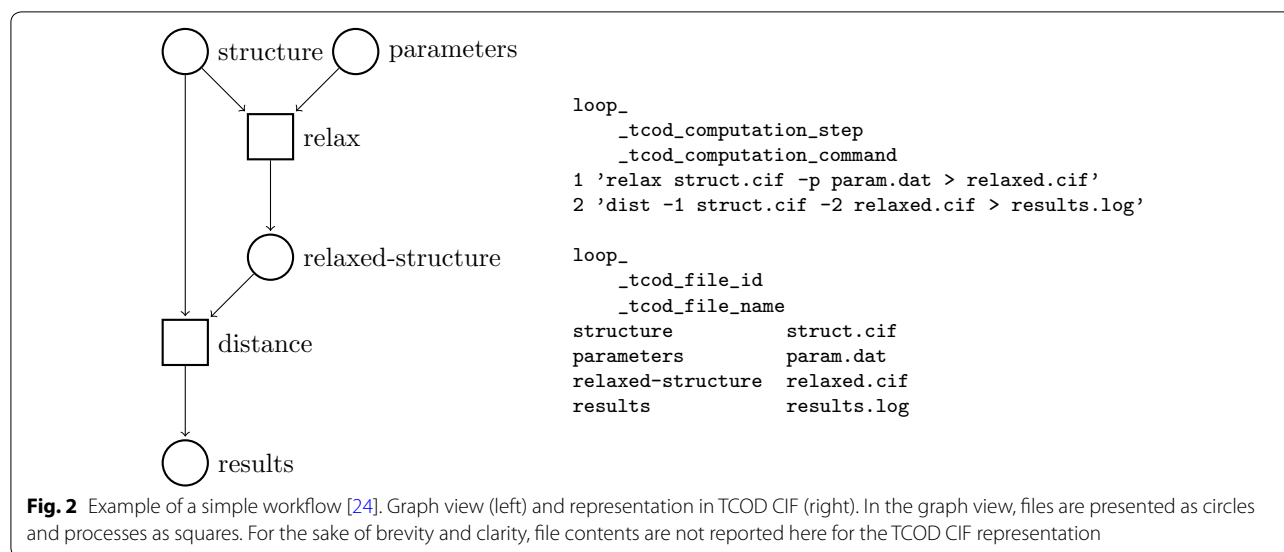 structure
parameters
relax
relaxed-structure
distance
results
loop_
_tcod_computation_step
_tcod_computation_command
1 ’relax struct.cif -p param.dat > relaxed.cif’
2 ’dist -1 struct.cif -2 relaxed.cif > results.log’
loop_
_tcod_file_id
_tcod_file_name
structure struct.cif
parameters param.dat
relaxed-structure relaxed.cif
results results.log
Fig. 2 Example of a simple workflow [24]. Graph view (left) and representation in TCOD CIF (right). In the graph view, files are presented as circles
and processes as squares. For the sake of brevity and clarity, file contents are not reported here for the TCOD CIF representation